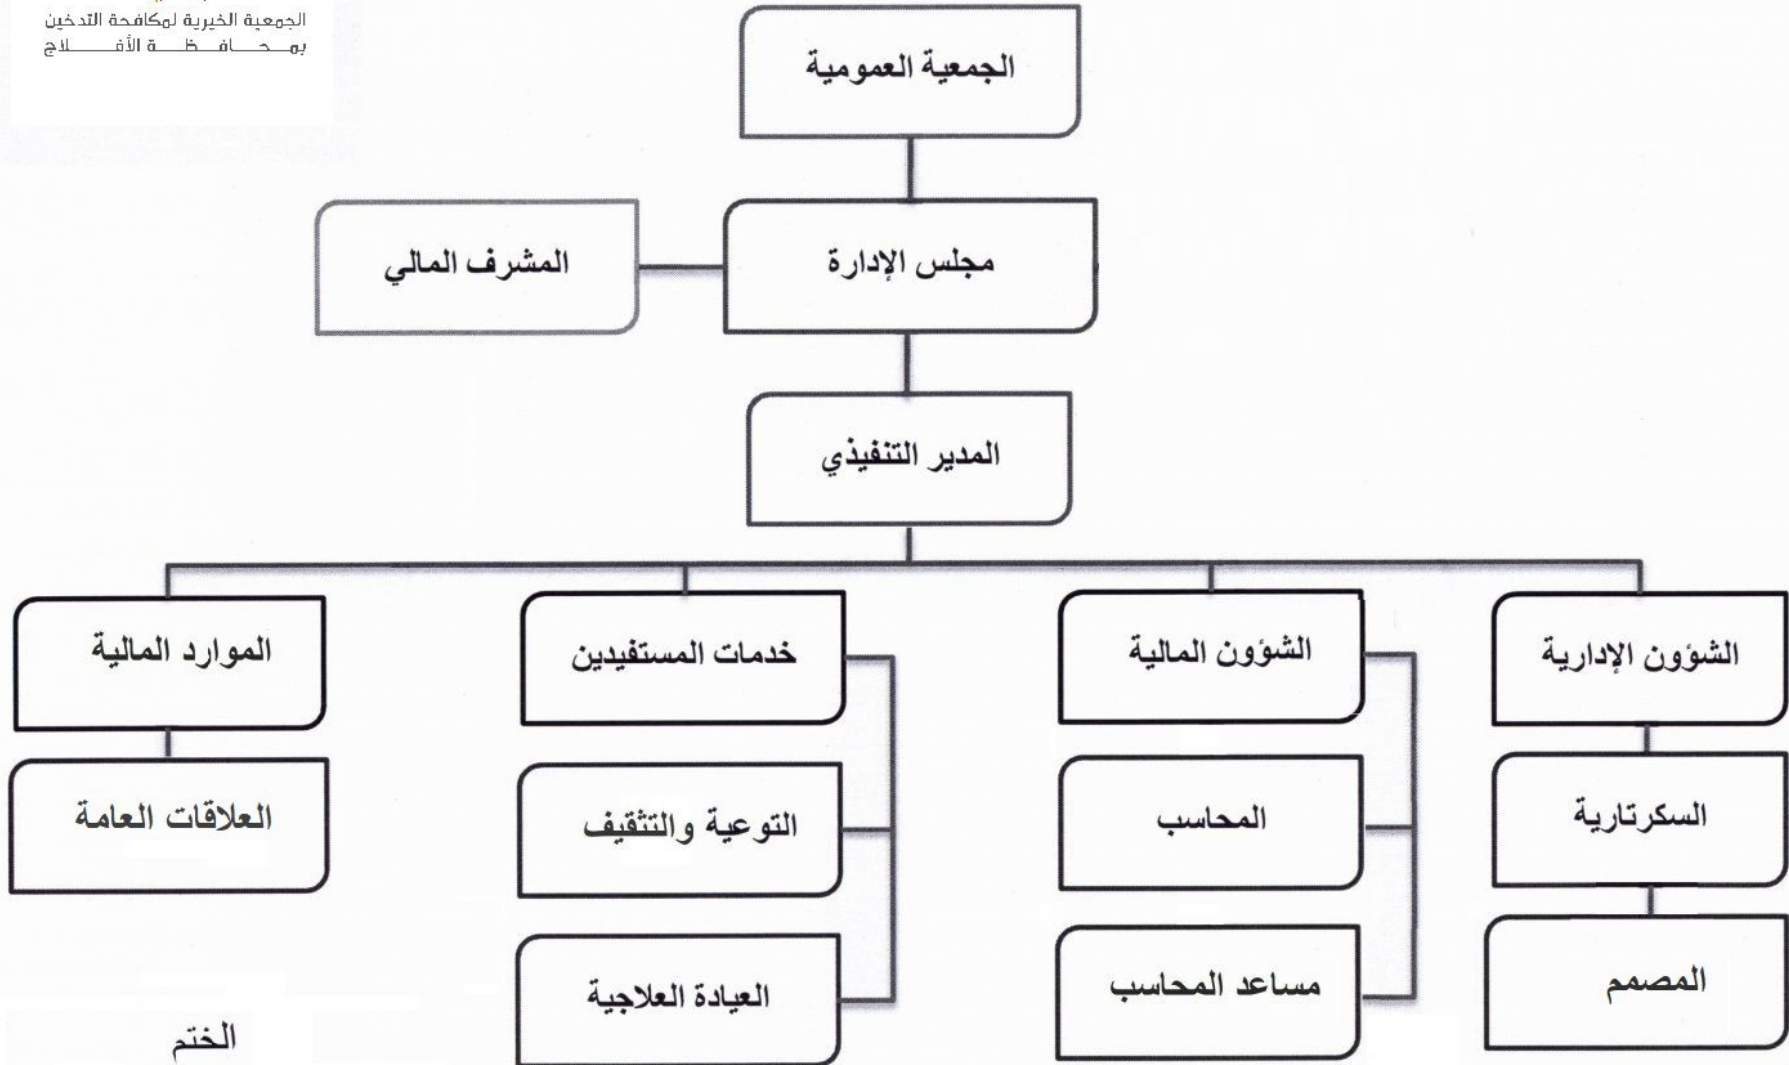 الجمعية الخيرية لمكافحة التدخين
بمحافظة الأفلاج
الجمعية العمومية
مجلس الإدارة
المشرف المالي
المدير التنفيذي
الشؤون الإدارية
الشؤون المالية
خدمات المستفيدين
الموارد المالية
السكرتارية
المحاسب
التوعية والتثقيف
العلاقات العامة
المصمم
مساعد المحاسب
العيادة العلاجية
الختم